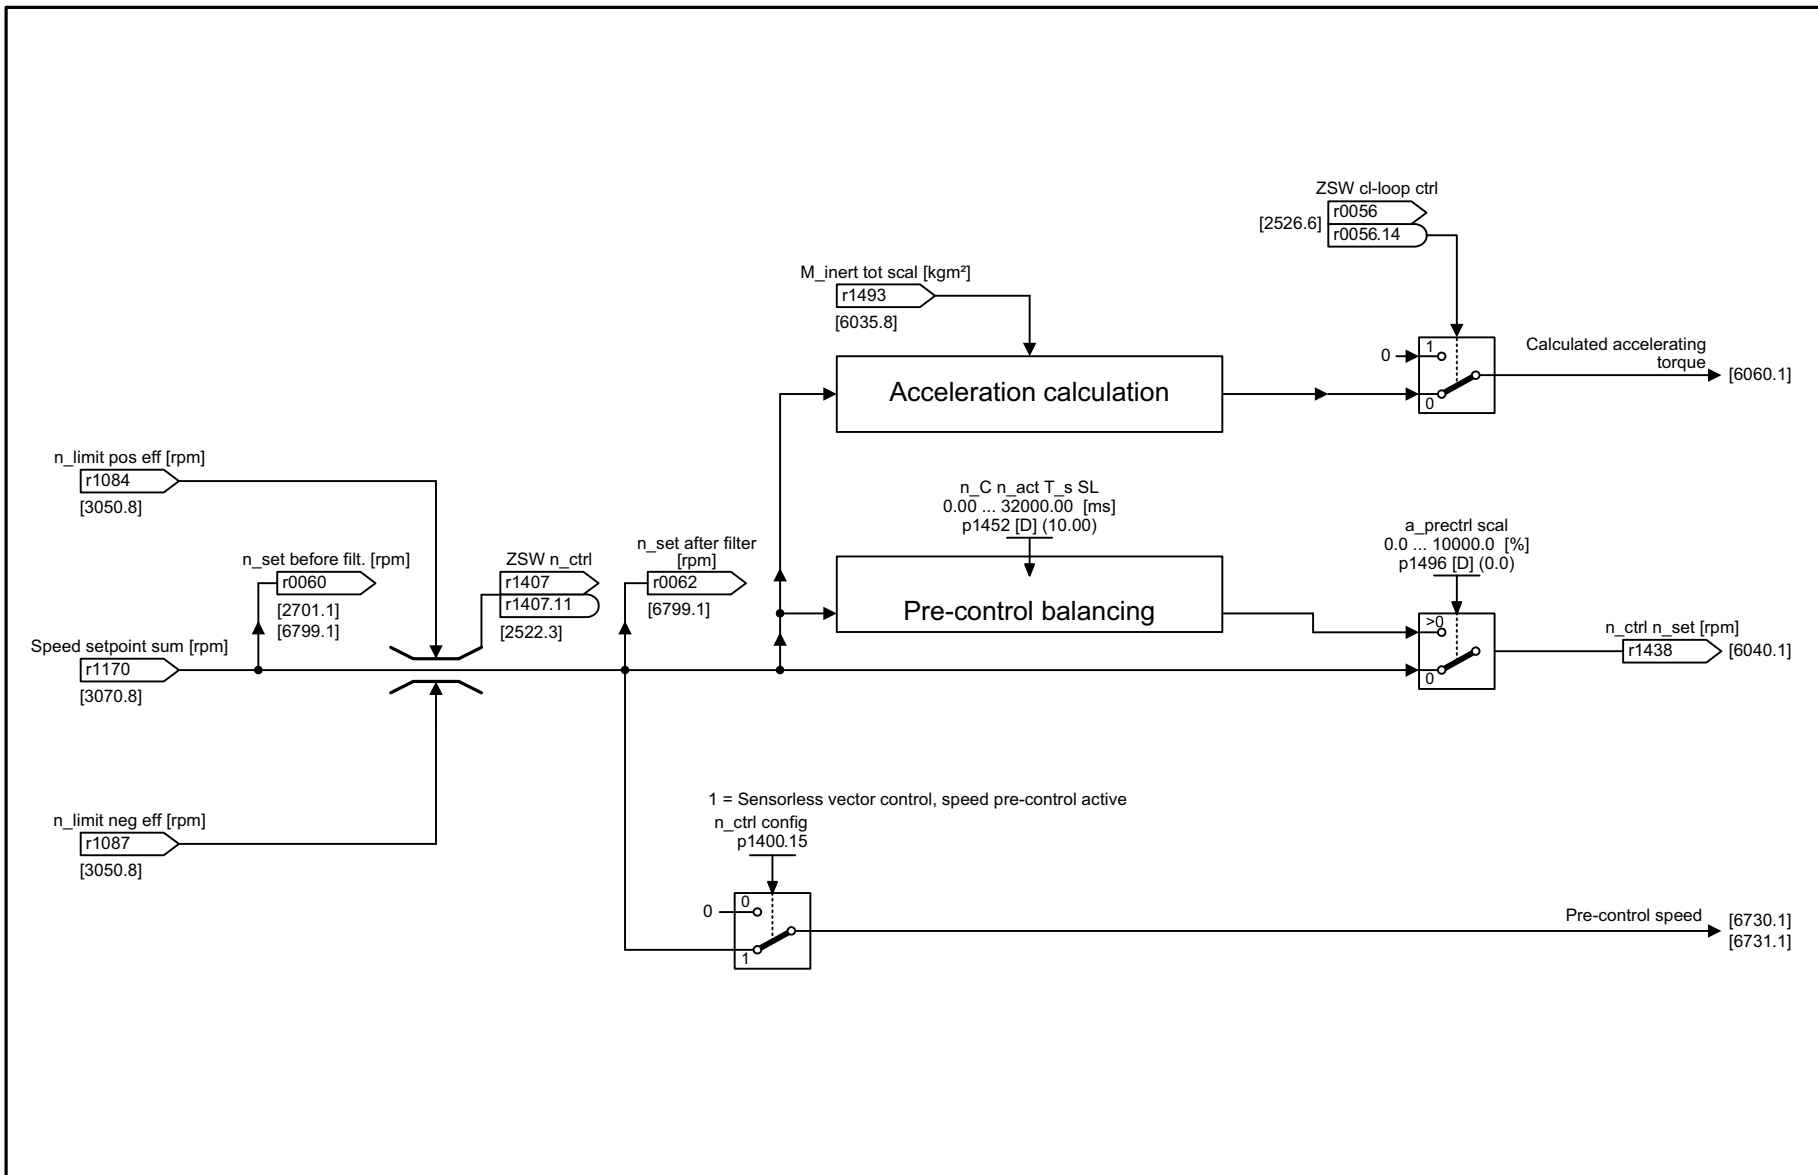 ZSW cl-loop ctrl
r0056
[2526.6]
r0056.14
M_inert tot scal [kgm²]
r1493
[6035.8]
Acceleration calculation
0
1
0
Calculated accelerating
torque
[6060.1]
n_limit pos eff [rpm]
r1084
[3050.8]
n_C n_act T_s SL
0.00 ... 32000.00 [ms]
p1452 [D] (10.00)
Pre-control balancing
a_prectrl scal
0.0 ... 10000.0 [%]
p1496 [D] (0.0)
n_set before filt. [rpm]
r0060
[2701.1]
[6799.1]
ZSW n_ctrl
r1407
r1407.11
[2522.3]
n_set after filter
[rpm]
r0062
[6799.1]
>0
0
n_ctrl n_set [rpm]
r1438
[6040.1]
Speed setpoint sum [rpm]
r1170
[3070.8]
n_limit neg eff [rpm]
r1087
[3050.8]
1 = Sensorless vector control, speed pre-control active
n_ctrl config
p1400.15
0
0
1
Pre-control speed
[6730.1]
[6731.1]